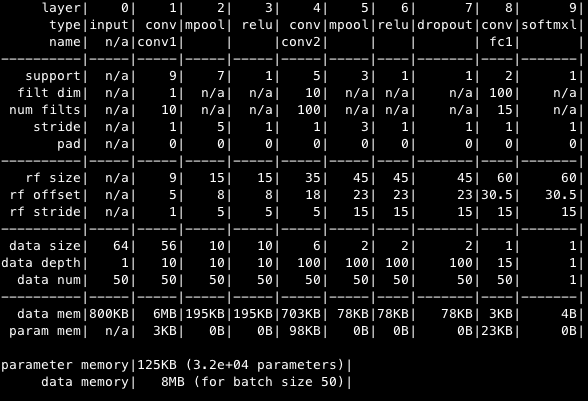 layer| 0| 1| 2| 3| 4| 5| 6| 7| 8| 9|
type|input| conv|mpool| relu| conv|mpool|relu|dropout|conv|softmxl|
name| n/a|conv1| | |conv2| | | | fc1| |
----------|-----|-----|-----|-----|-----|-----|----|-------|----|-------|
support| n/a| 9| 7| 1| 5| 3| 1| 1| 2| 1|
filt dim| n/a| 1| n/a| n/a| 10| n/a| n/a| n/a| 100| n/a|
num filts| n/a| 10| n/a| n/a| 100| n/a| n/a| n/a| 15| n/a|
stride| n/a| 1| 5| 1| 1| 3| 1| 1| 1| 1|
pad| n/a| 0| 0| 0| 0| 0| 0| 0| 0| 0|
----------|-----|-----|-----|-----|-----|-----|----|-------|----|-------|
rf size| n/a| 9| 15| 15| 35| 45| 45| 45| 60| 60|
rf offset| n/a| 5| 8| 8| 18| 23| 23| 23|30.5| 30.5|
rf stride| n/a| 1| 5| 5| 5| 15| 15| 15| 15| 15|
----------|-----|-----|-----|-----|-----|-----|----|-------|----|-------|
data size| 64| 56| 10| 10| 6| 2| 2| 2| 1| 1|
data depth| 1| 10| 10| 10| 100| 100| 100| 100| 15| 1|
data num| 50| 50| 50| 50| 50| 50| 50| 50| 50| 1|
----------|-----|-----|-----|-----|-----|-----|----|-------|----|-------|
data mem|800KB| 6MB|195KB|195KB|703KB| 78KB|78KB| 78KB| 3KB| 4B|
param mem| n/a| 3KB| 0B| 0B| 98KB| 0B| 0B| 0B|23KB| 0B|
parameter memory|125KB (3.2e+04 parameters)|
data memory| 8MB (for batch size 50)|